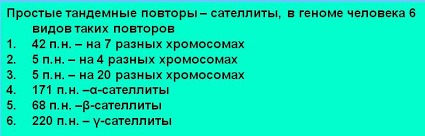 Простые тандемные повторы – сателлиты, в геноме человека 6
видов таких повторов
1. 42 п.н. – на 7 разных хромосомах
2. 5 п.н. – на 4 разных хромосомах
3. 5 п.н. – на 20 разных хромосомах
4. 171 п.н. –α-сателлиты
5. 68 п.н. –β-сателлиты
6. 220 п.н. – γ-сателлиты